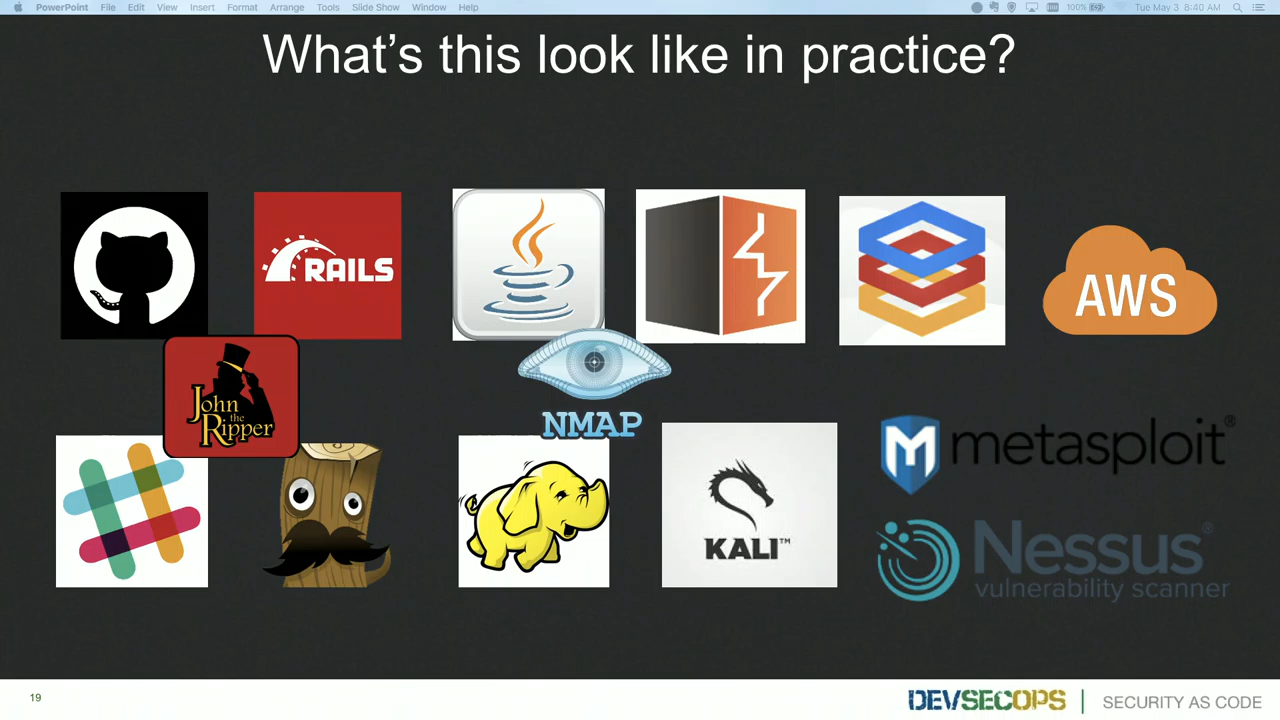 PowerPoint File Edit View Insert Format Arrange Tools Slide Show Window Help 100% Tue May 3 8:40 AM
What's this look like in practice?
RAILS
AWS
John
the
Ripper
NMAP
metasploit®
KALI™
Nessus®
vulnerability scanner
19
DEVSECOPS | SECURITY AS CODE